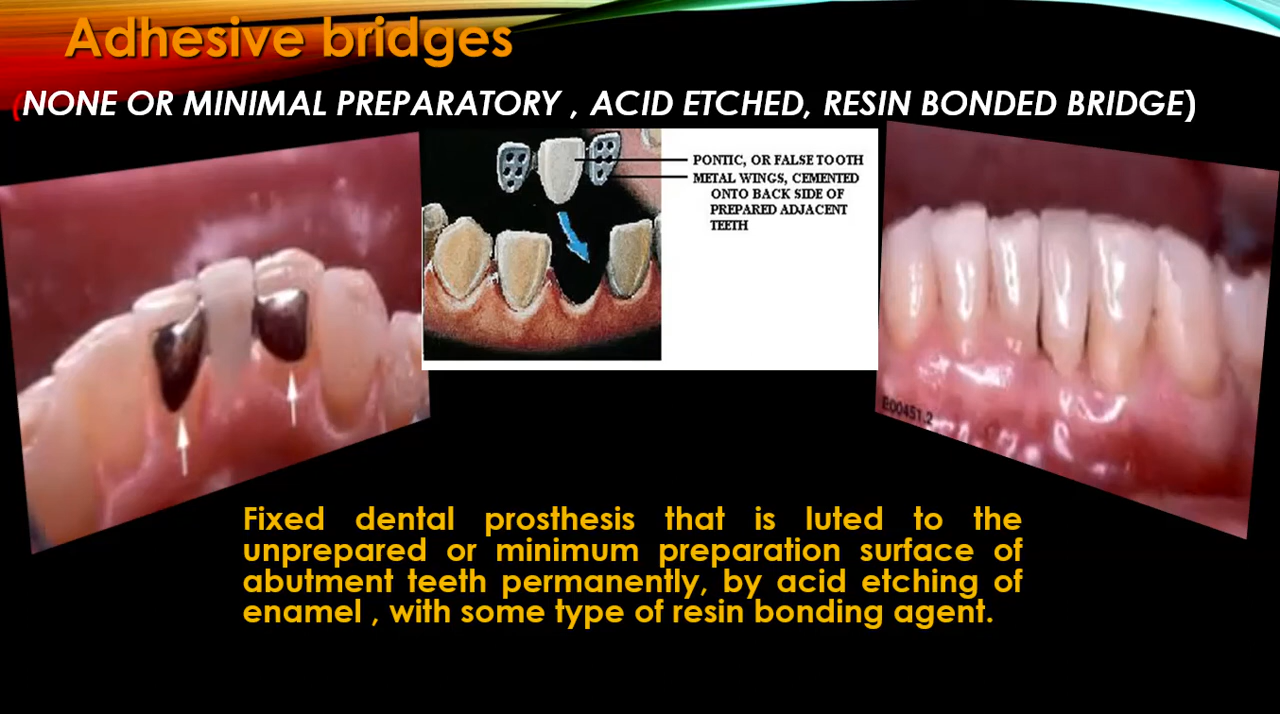 Adhesive bridges
(NONE OR MINIMAL PREPARATORY , ACID ETCHED, RESIN BONDED BRIDGE)
PONTIC, OR FALSE TOOTH
METAL WINGS, CEMENTED
ONTO BACK SIDE OF
PREPARED ADJACENT
TEETH
E00451.2
Fixed dental prosthesis that is luted to the
unprepared or minimum preparation surface of
abutment teeth permanently, by acid etching of
enamel , with some type of resin bonding agent.